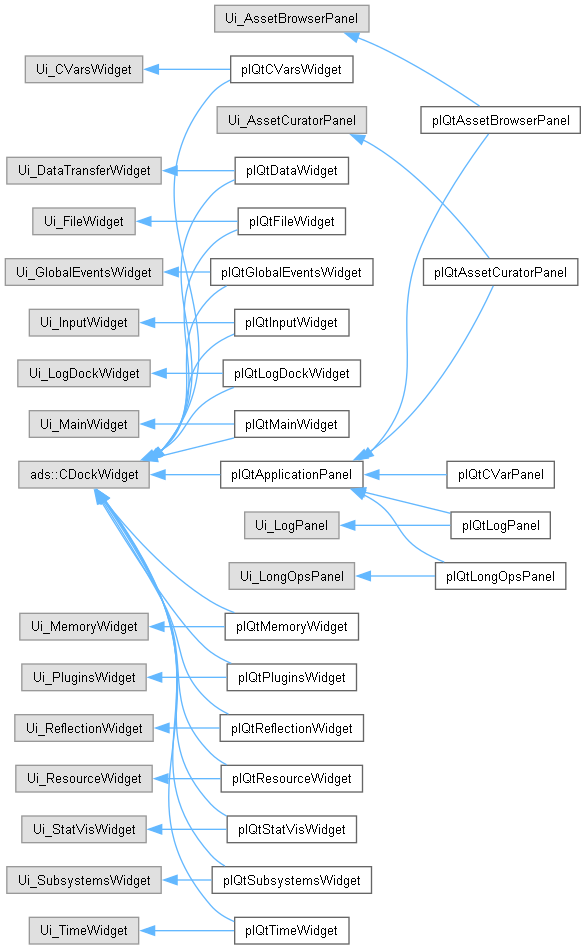 Ui_AssetBrowserPanel
Ui_CVarsWidget
plQtCVarsWidget
plQtAssetBrowserPanel
Ui_AssetCuratorPanel
Ui_DataTransferWidget
plQtDataWidget
Ui_FileWidget
plQtFileWidget
Ui_GlobalEventsWidget
plQtGlobalEventsWidget
plQtAssetCuratorPanel
Ui_InputWidget
plQtInputWidget
Ui_LogDockWidget
plQtLogDockWidget
Ui_MainWidget
plQtMainWidget
ads::CDockWidget
plQtApplicationPanel
plQtCVarPanel
Ui_LogPanel
plQtLogPanel
Ui_LongOpsPanel
plQtLongOpsPanel
Ui_MemoryWidget
plQtMemoryWidget
Ui_PluginsWidget
plQtPluginsWidget
Ui_ReflectionWidget
plQtReflectionWidget
Ui_ResourceWidget
plQtResourceWidget
Ui_StatVisWidget
plQtStatVisWidget
Ui_SubsystemsWidget
plQtSubsystemsWidget
Ui_TimeWidget
plQtTimeWidget